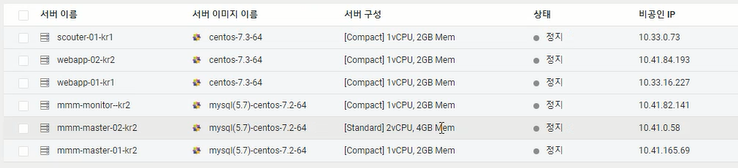 서버 이름 서버 이미지 이름 서버 구성 상태 비공인 IP
scouter-01-kr1 centos-7.3-64 [Compact] 1vCPU, 2GB Mem 정지 10.33.0.73
webapp-02-kr2 centos-7.3-64 [Compact] 1vCPU, 2GB Mem 정지 10.41.84.193
webapp-01-kr1 centos-7.3-64 [Compact] 1vCPU, 2GB Mem 정지 10.33.16.227
mmm-monitor--kr2 mysql(5.7)-centos-7.2-64 [Compact] 1vCPU, 2GB Mem 정지 10.41.82.141
mmm-master-02-kr2 mysql(5.7)-centos-7.2-64 [Standard] 2vCPU, 4GB Mem 정지 10.41.0.58
mmm-master-01-kr2 mysql(5.7)-centos-7.2-64 [Compact] 1vCPU, 2GB Mem 정지 10.41.165.69